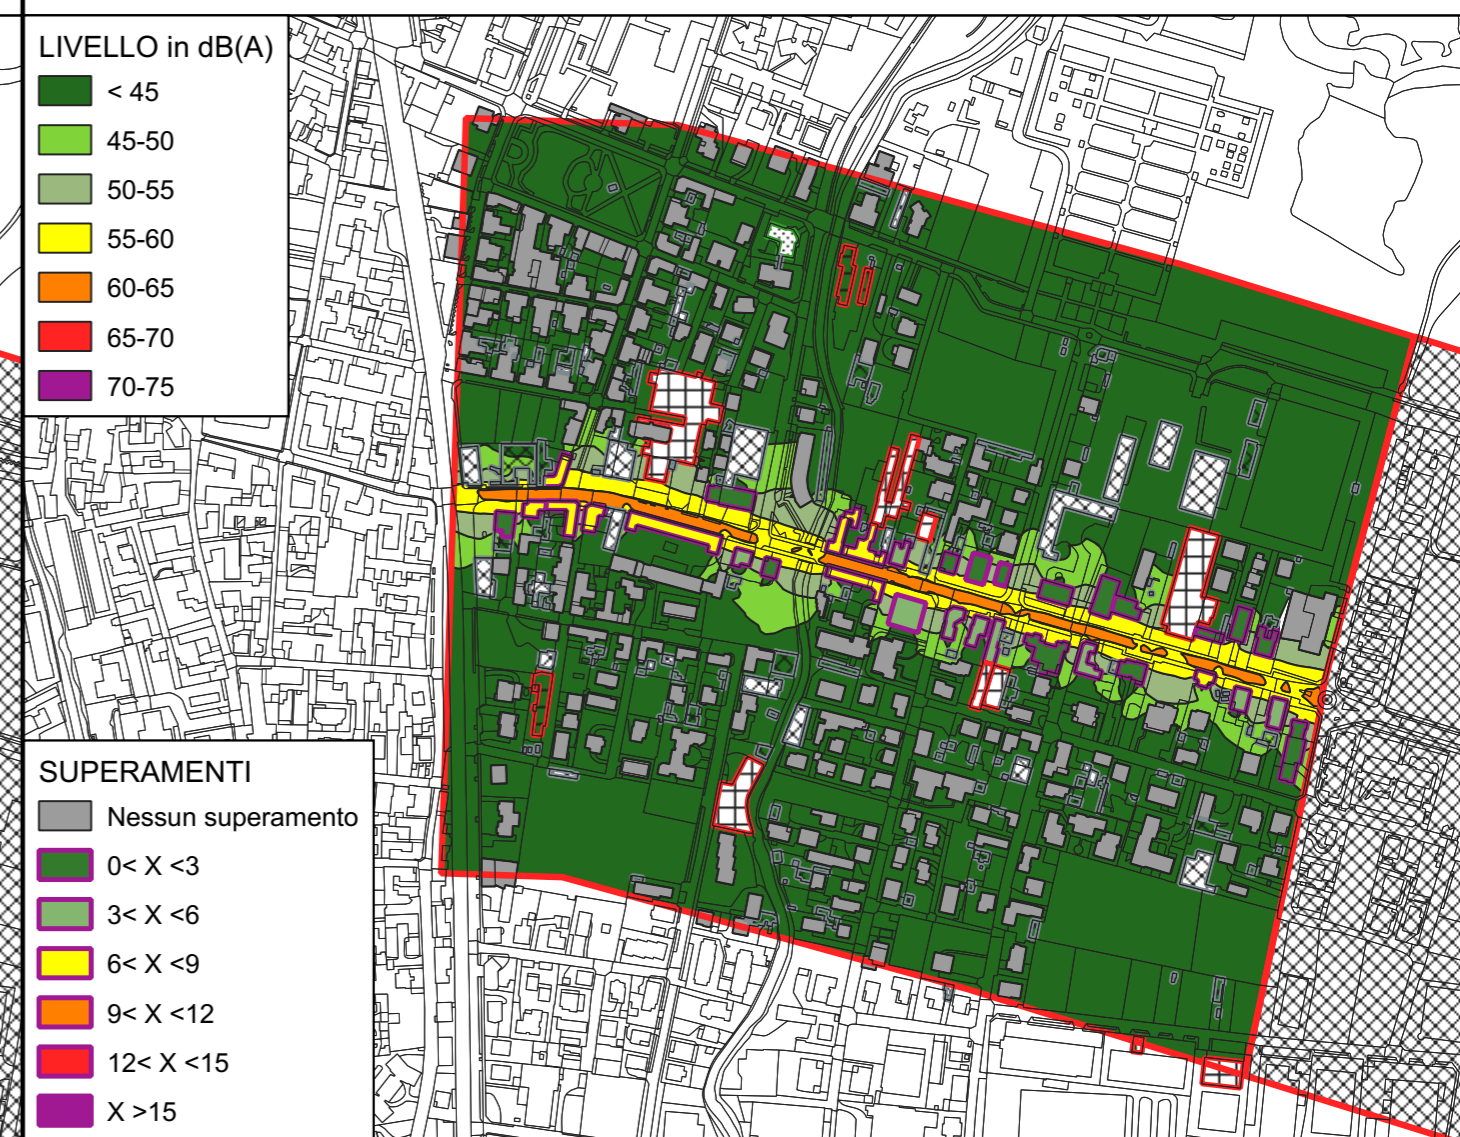 LIVELLO in dB(A)
< 45
45-50
50-55
55-60
60-65
65-70
70-75
SUPERAMENTI
Nessun superamento
0< X <3
3< X <6
6< X <9
9< X <12
12< X <15
X >15